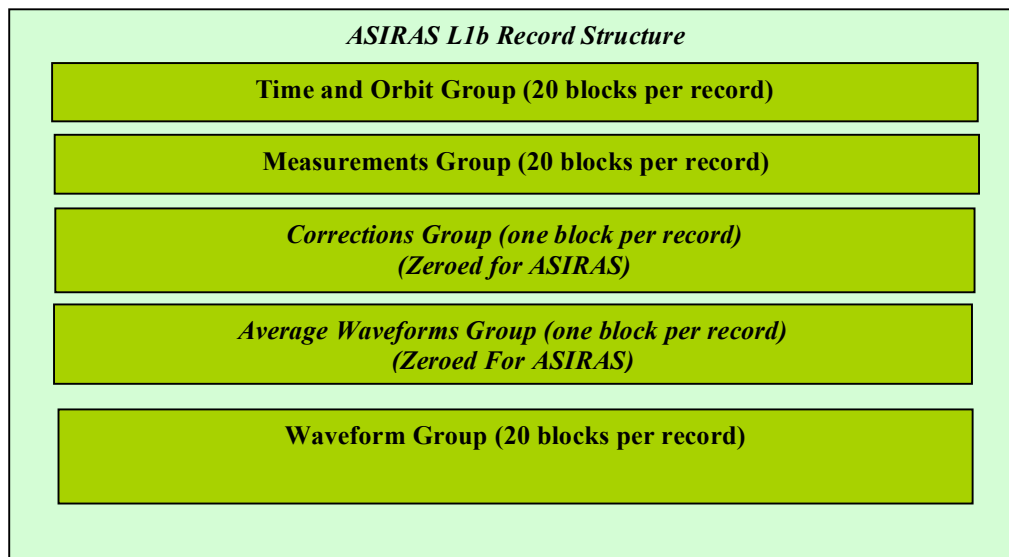 ASIRAS L1b Record Structure
Time and Orbit Group (20 blocks per record)
Measurements Group (20 blocks per record)
Corrections Group (one block per record)
(Zeroed for ASIRAS)
Average Waveforms Group (one block per record)
(Zeroed For ASIRAS)
Waveform Group (20 blocks per record)